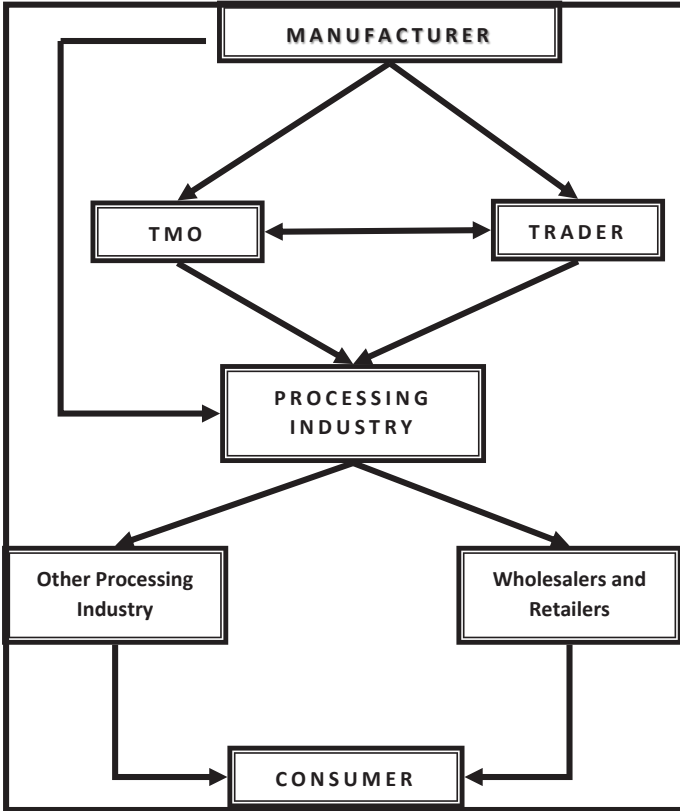 MANUFACTURER
TMO
TRADER
PROCESSING
INDUSTRY
Other Processing
Industry
Wholesalers and
Retailers
CONSUMER